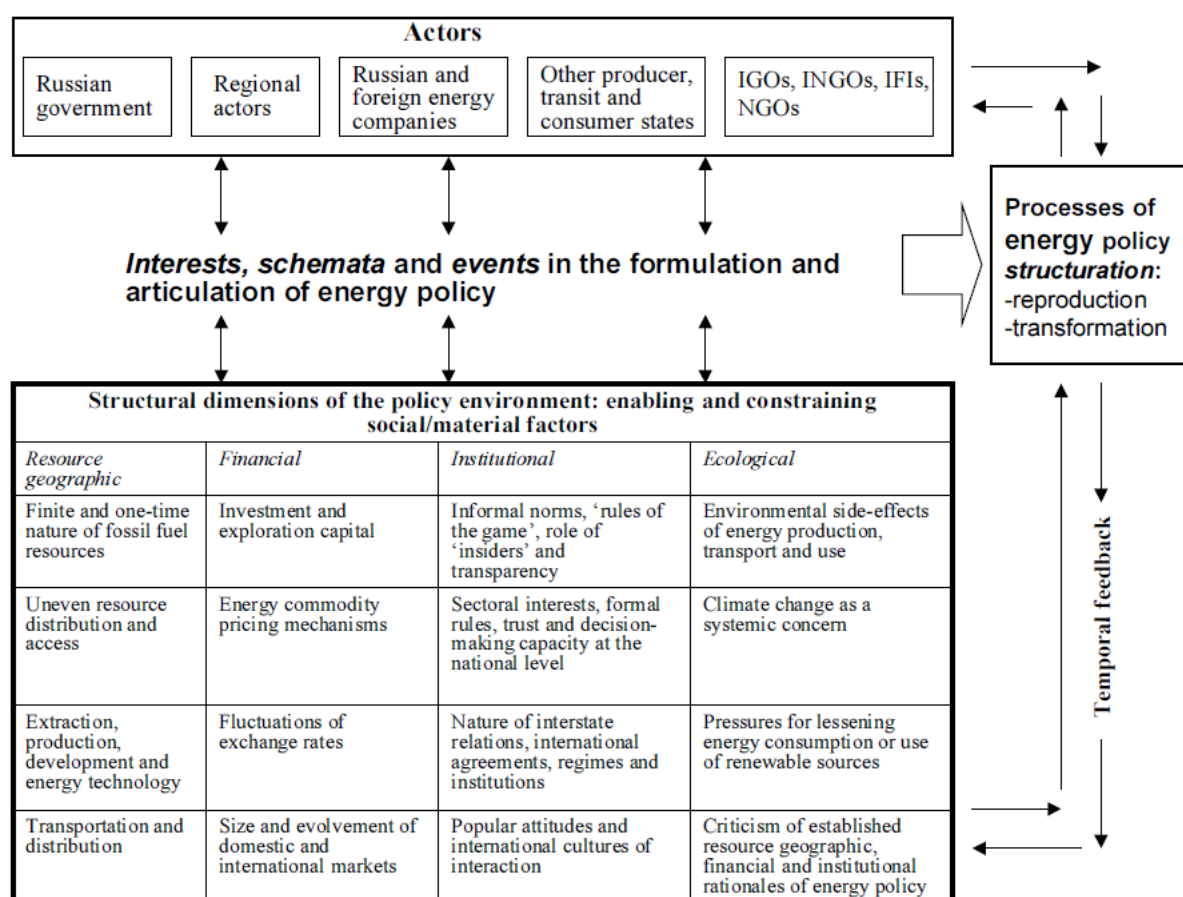 Actors
Russian
government
Regional
actors
Russian and
foreign energy
companies
Other producer,
transit and
consumer states
IGOs, INGOs, IFIs,
NGOs
Interests, schemata and events in the formulation and
articulation of energy policy
Processes of
energy policy
structuration:
-reproduction
-transformation
Structural dimensions of the policy environment: enabling and constraining
social/material factors
Resource
geographic
Financial
Institutional
Ecological
Finite and one-time
nature of fossil fuel
resources
Investment and
exploration capital
Informal norms, ‘rules of
the game’, role of
‘insiders’ and
transparency
Environmental side-effects
of energy production,
transport and use
Uneven resource
distribution and
access
Energy commodity
pricing mechanisms
Sectoral interests, formal
rules, trust and decision-
making capacity at the
national level
Climate change as a
systemic concern
Extraction,
production,
development and
energy technology
Fluctuations of
exchange rates
Nature of interstate
relations, international
agreements, regimes and
institutions
Pressures for lessening
energy consumption or use
of renewable sources
Transportation and
distribution
Size and evolvement of
domestic and
international markets
Popular attitudes and
international cultures of
interaction
Criticism of established
resource geographic,
financial and institutional
rationales of energy policy
Temporal feedback